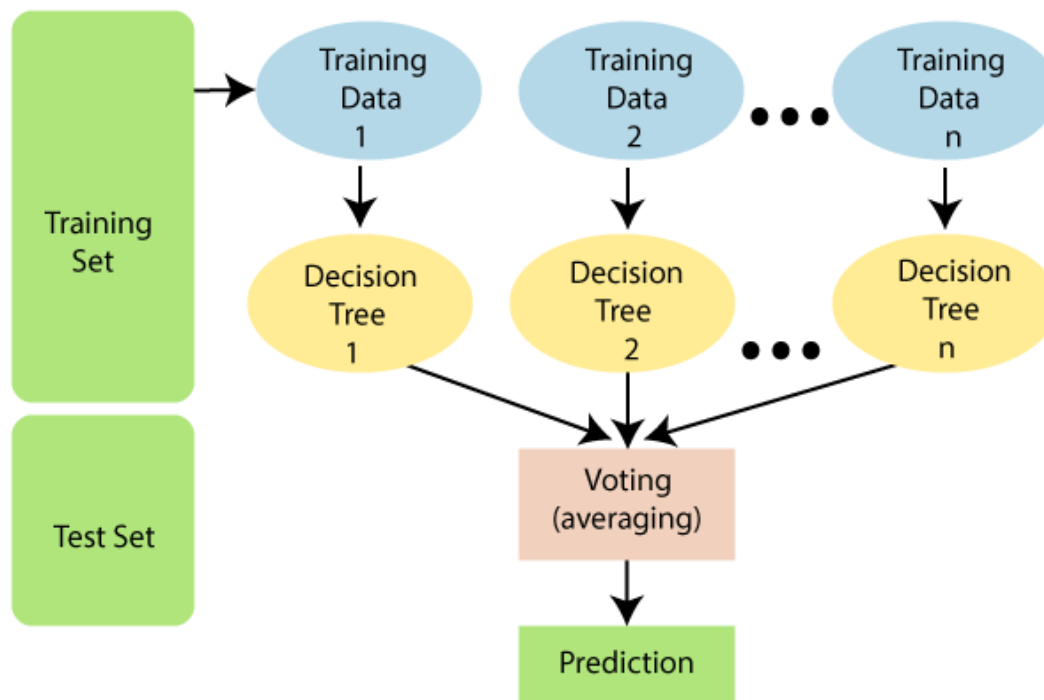 Training
Set
Test Set
Training
Data
1
Training
Data
2
Training
Data
n
Decision
Tree
1
Decision
Tree
2
Decision
Tree
n
Voting
(averaging)
Prediction